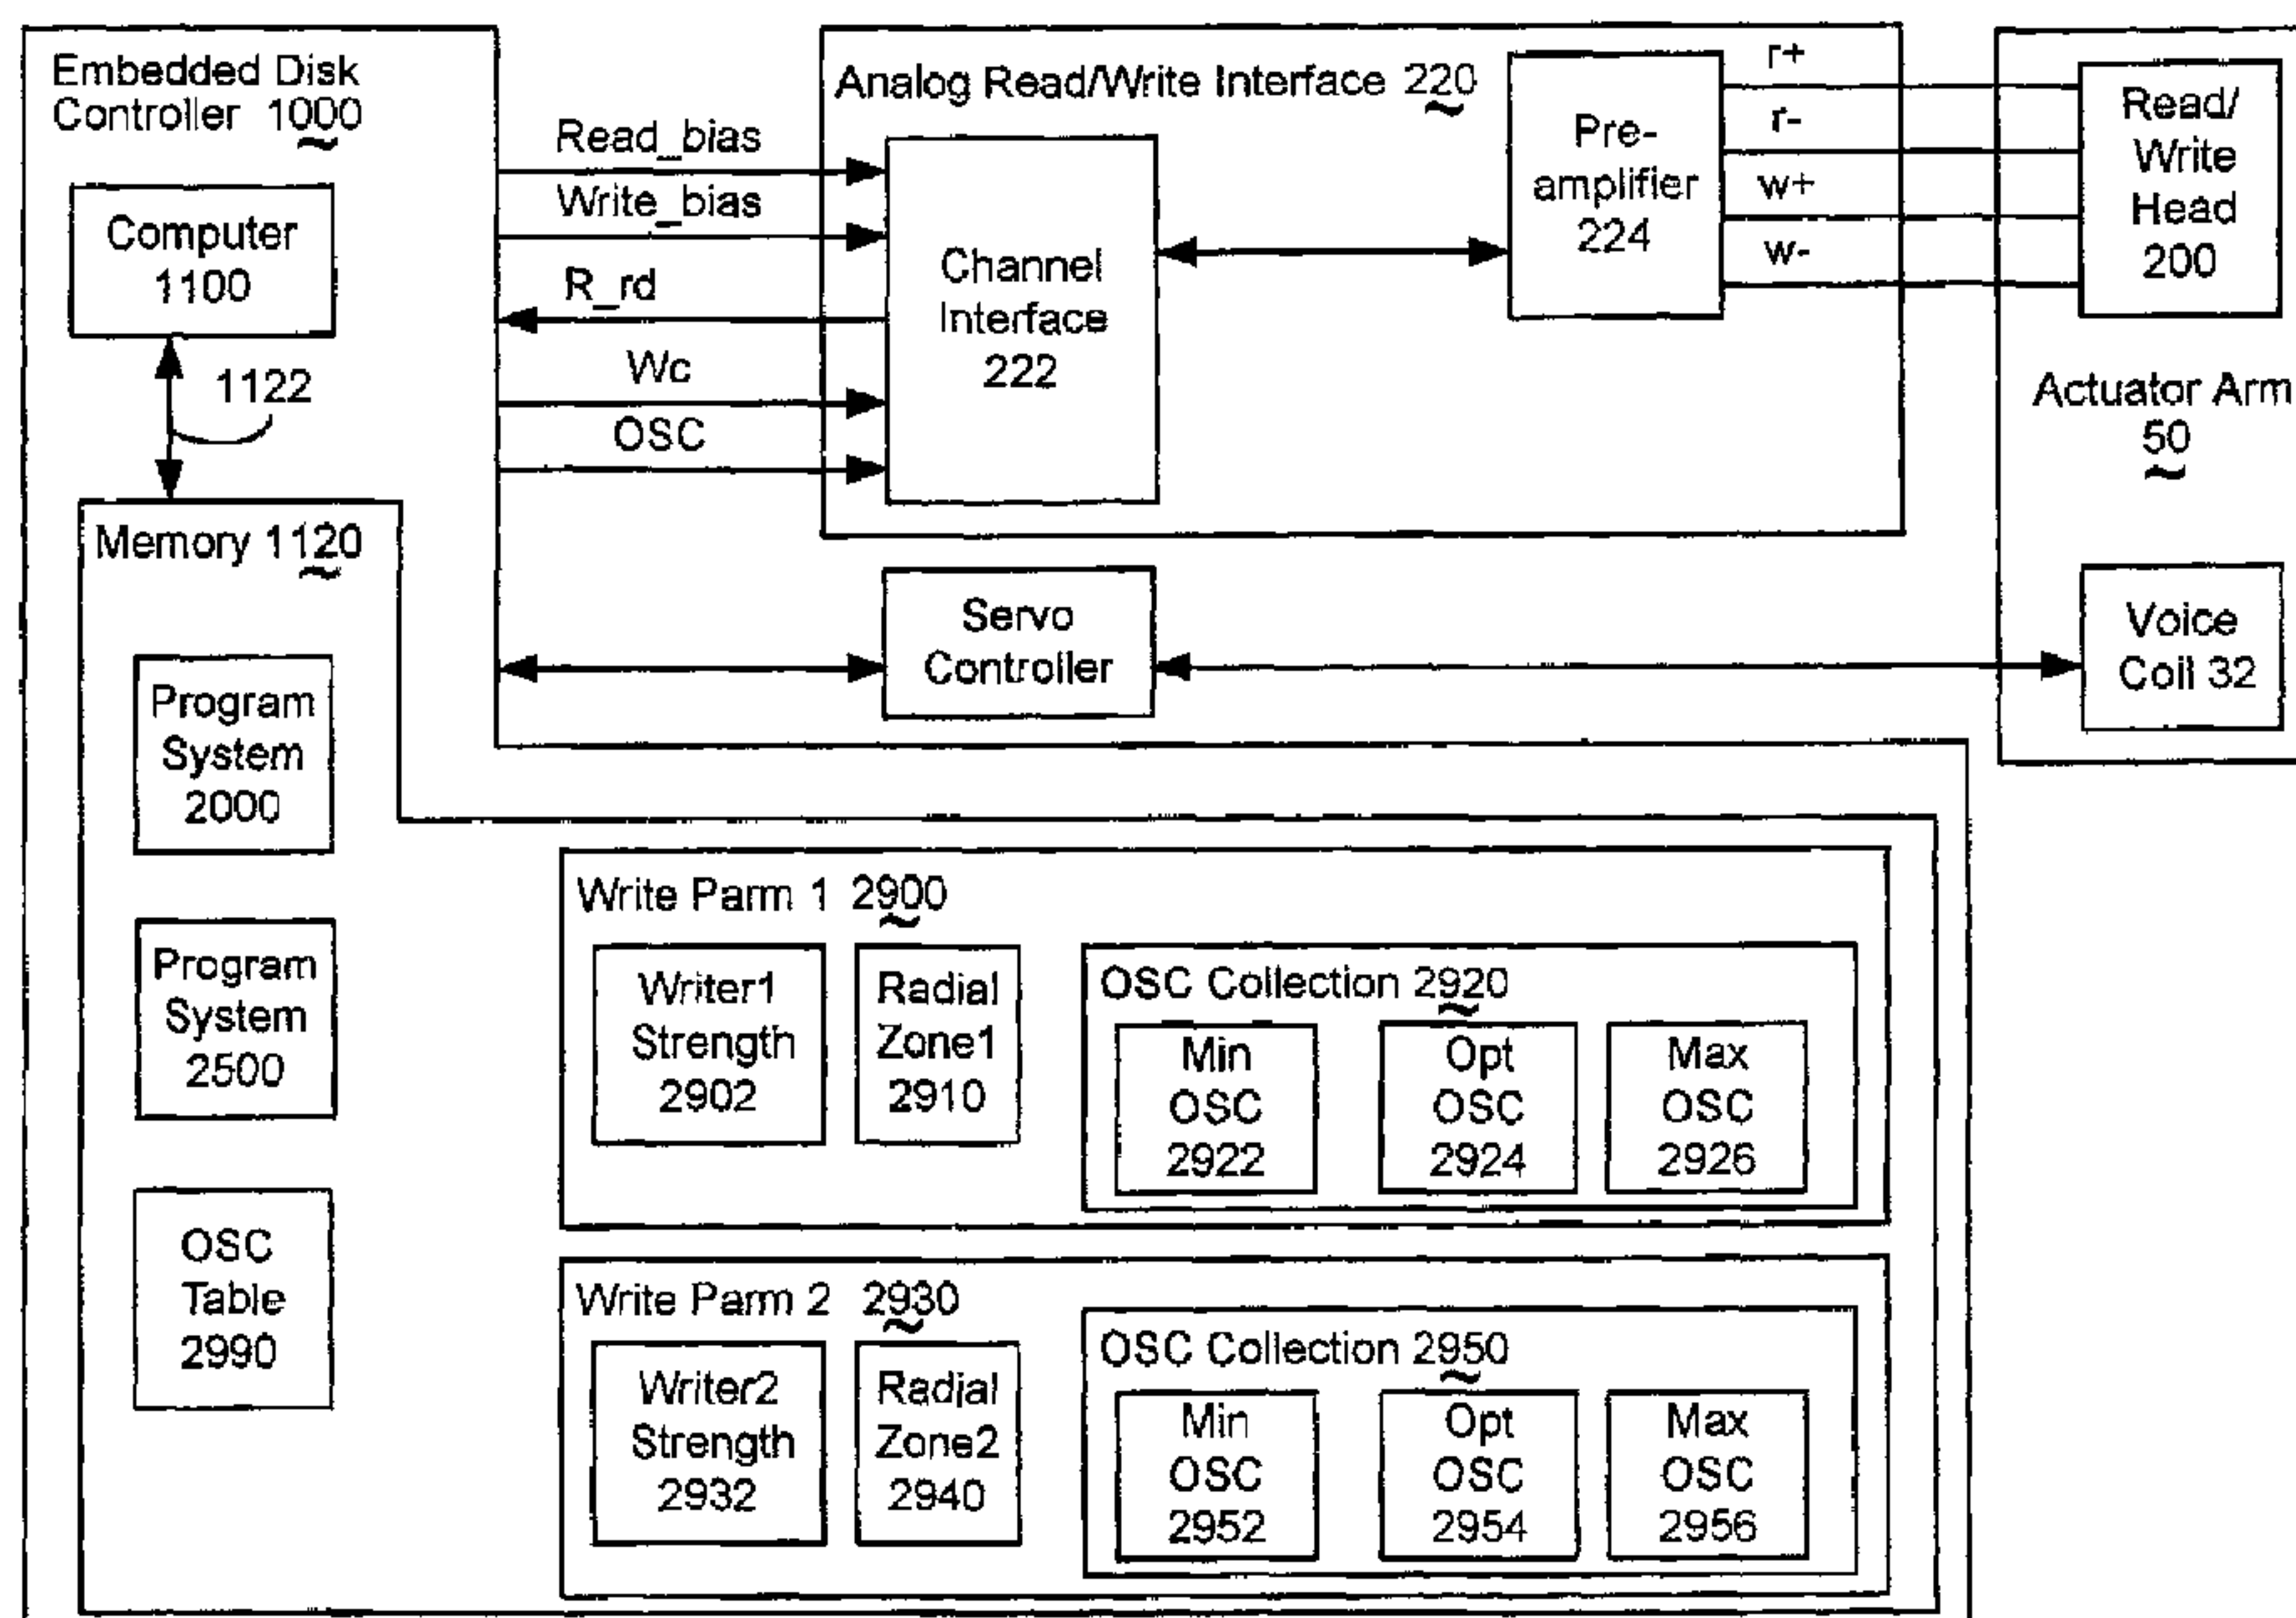 Embedded Disk
Controller 1000
Computer
1100
1122
Read_bias
Write_bias
R_rd
Wc
OSC
Analog Read/Write Interface 220
Channel
Interface
222
Pre-
amplifier
224
r+
r-
w+
w-
Read/
Write
Head
200
Actuator Arm
50
Servo
Controller
Voice
Coil 32
Memory 1120
Program
System
2000
Program
System
2500
OSC
Table
2990
Write Parm 1 2900
Writer1
Strength
2902
Radial
Zone1
2910
OSC Collection 2920
Min
OSC
2922
Opt
OSC
2924
Max
OSC
2926
Write Parm 2 2930
Writer2
Strength
2932
Radial
Zone2
2940
OSC Collection 2950
Min
OSC
2952
Opt
OSC
2954
Max
OSC
2956